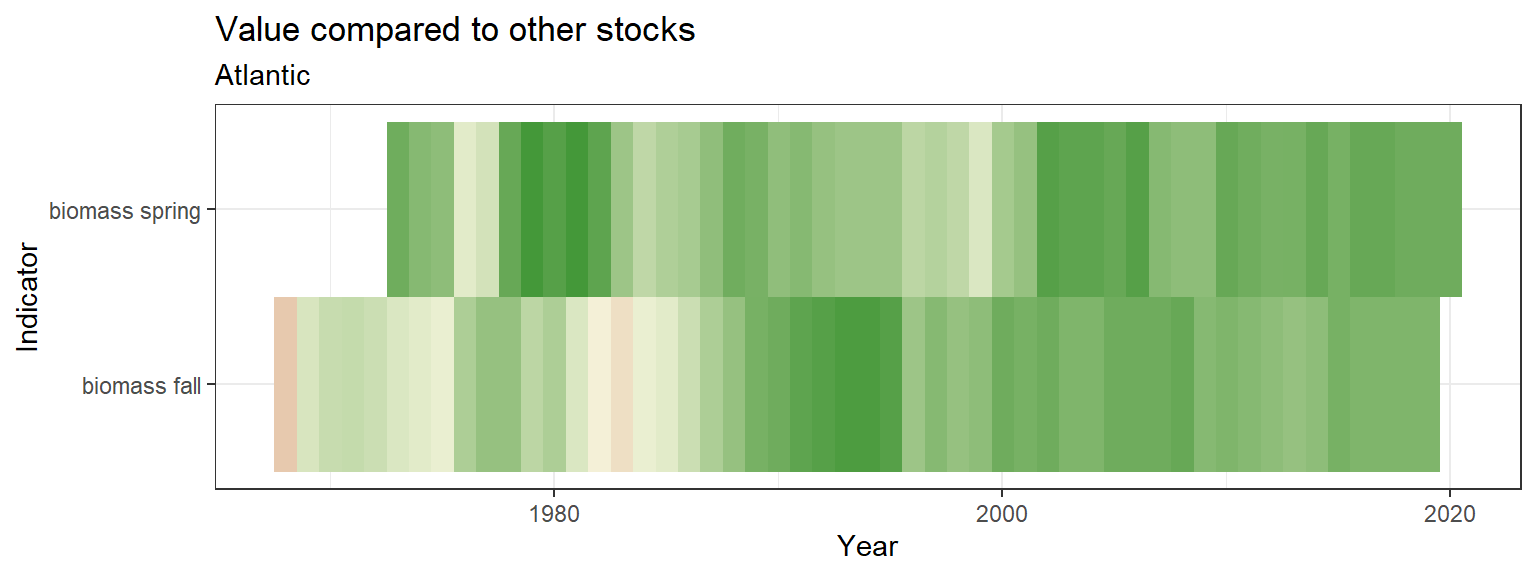 Value compared to other stocks
Atlantic
biomass spring
biomass fall
Indicator
1980
2000
2020
Year